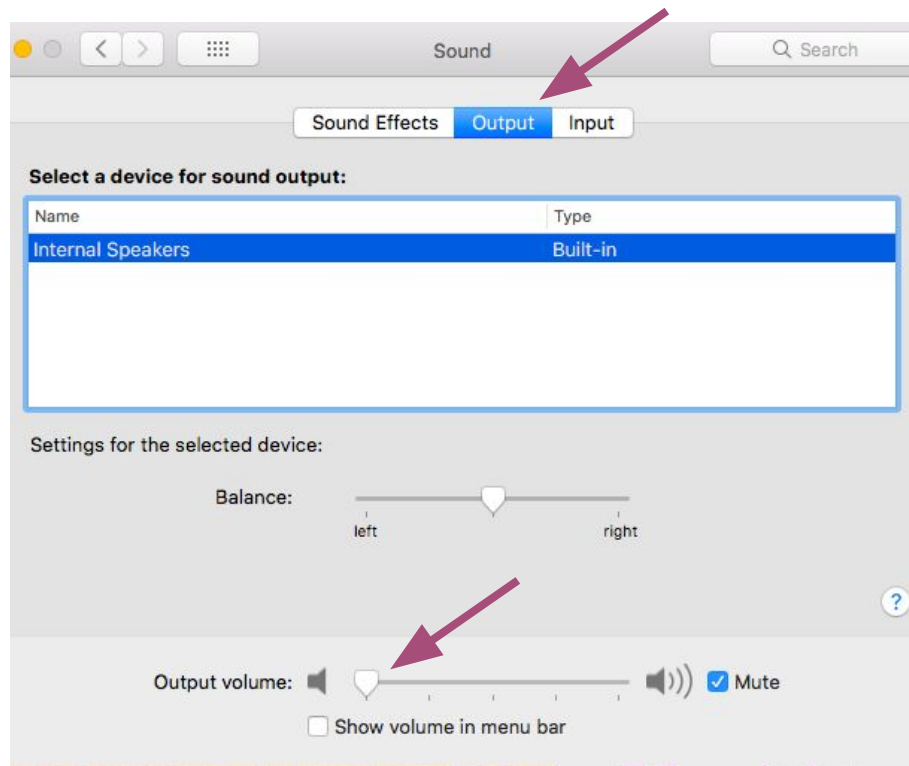 Sound
Search
Sound Effects Output Input
Select a device for sound output:
Name Type
Internal Speakers Built-in
Settings for the selected device:
Balance:
left right
?
Output volume: Mute
Show volume in menu bar